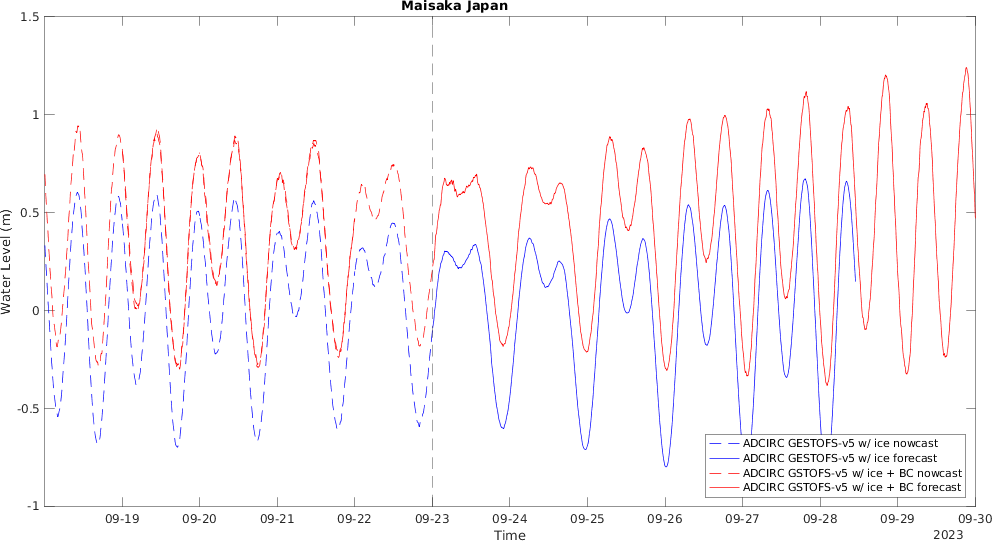 Maisaka Japan
1.5
1
0.5
0
-0.5
-1
Water Level (m)
ADCIRC GESTOFS-v5 w/ ice nowcast
ADCIRC GESTOFS-v5 w/ ice forecast
ADCIRC GSTOFS-v5 w/ ice + BC nowcast
ADCIRC GSTOFS-v5 w/ ice + BC forecast
09-19 09-20 09-21 09-22 09-23 09-24 09-25 09-26 09-27 09-28 09-29 09-30
Time
2023